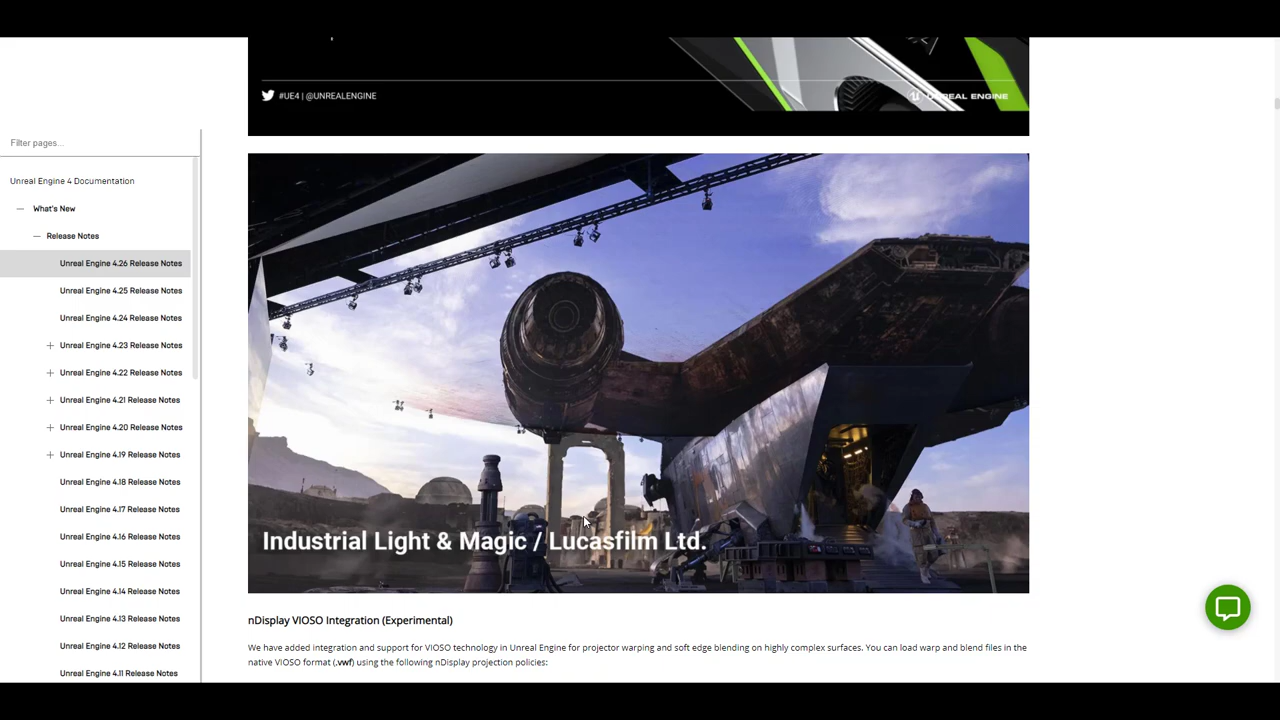 #UE4 | @UNREALENGINE
UNREAL ENGINE
Filter pages...
Unreal Engine 4 Documentation
What's New
Release Notes
Unreal Engine 4.26 Release Notes
Unreal Engine 4.25 Release Notes
Unreal Engine 4.24 Release Notes
Unreal Engine 4.23 Release Notes
Unreal Engine 4.22 Release Notes
Unreal Engine 4.21 Release Notes
Unreal Engine 4.20 Release Notes
Unreal Engine 4.19 Release Notes
Unreal Engine 4.18 Release Notes
Unreal Engine 4.17 Release Notes
Unreal Engine 4.16 Release Notes
Unreal Engine 4.15 Release Notes
Unreal Engine 4.14 Release Notes
Unreal Engine 4.13 Release Notes
Unreal Engine 4.12 Release Notes
Unreal Engine 4.11 Release Notes
Industrial Light & Magic / Lucasfilm Ltd.
nDisplay VIOSO Integration (Experimental)
We have added integration and support for VIOSO technology in Unreal Engine for projector warping and soft edge blending on highly complex surfaces. You can load warp and blend files in the
native VIOSO format (.vwf) using the following nDisplay projection policies: